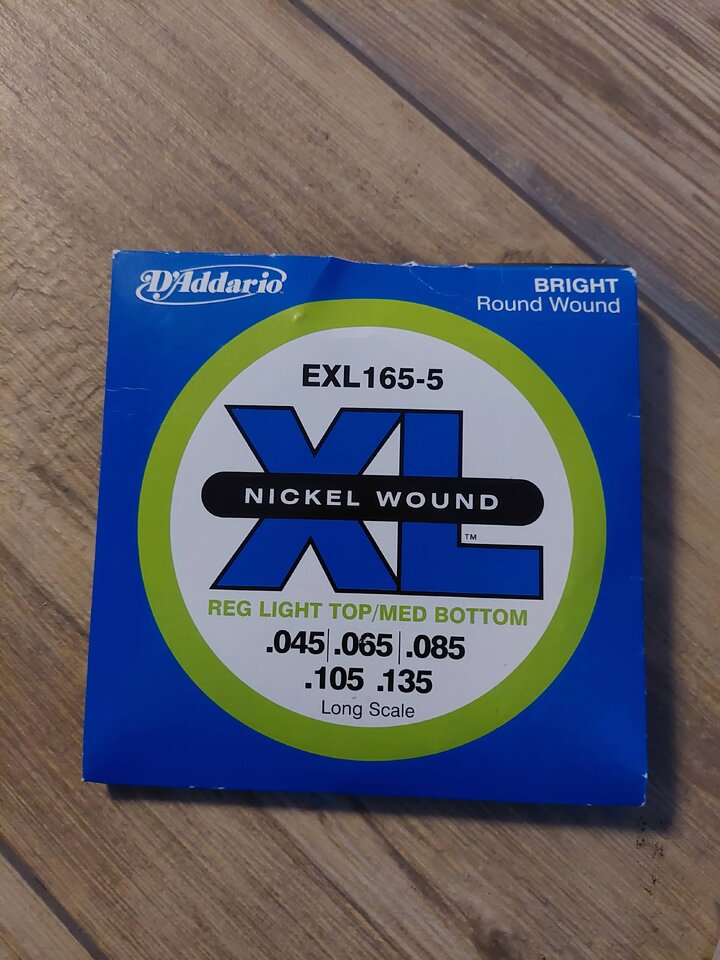 D'Addario
BRIGHT
Round Wound
EXL165-5
XL
NICKEL WOUND
™
REG LIGHT TOP/MED BOTTOM
.045|.065|.085
.105 .135
Long Scale